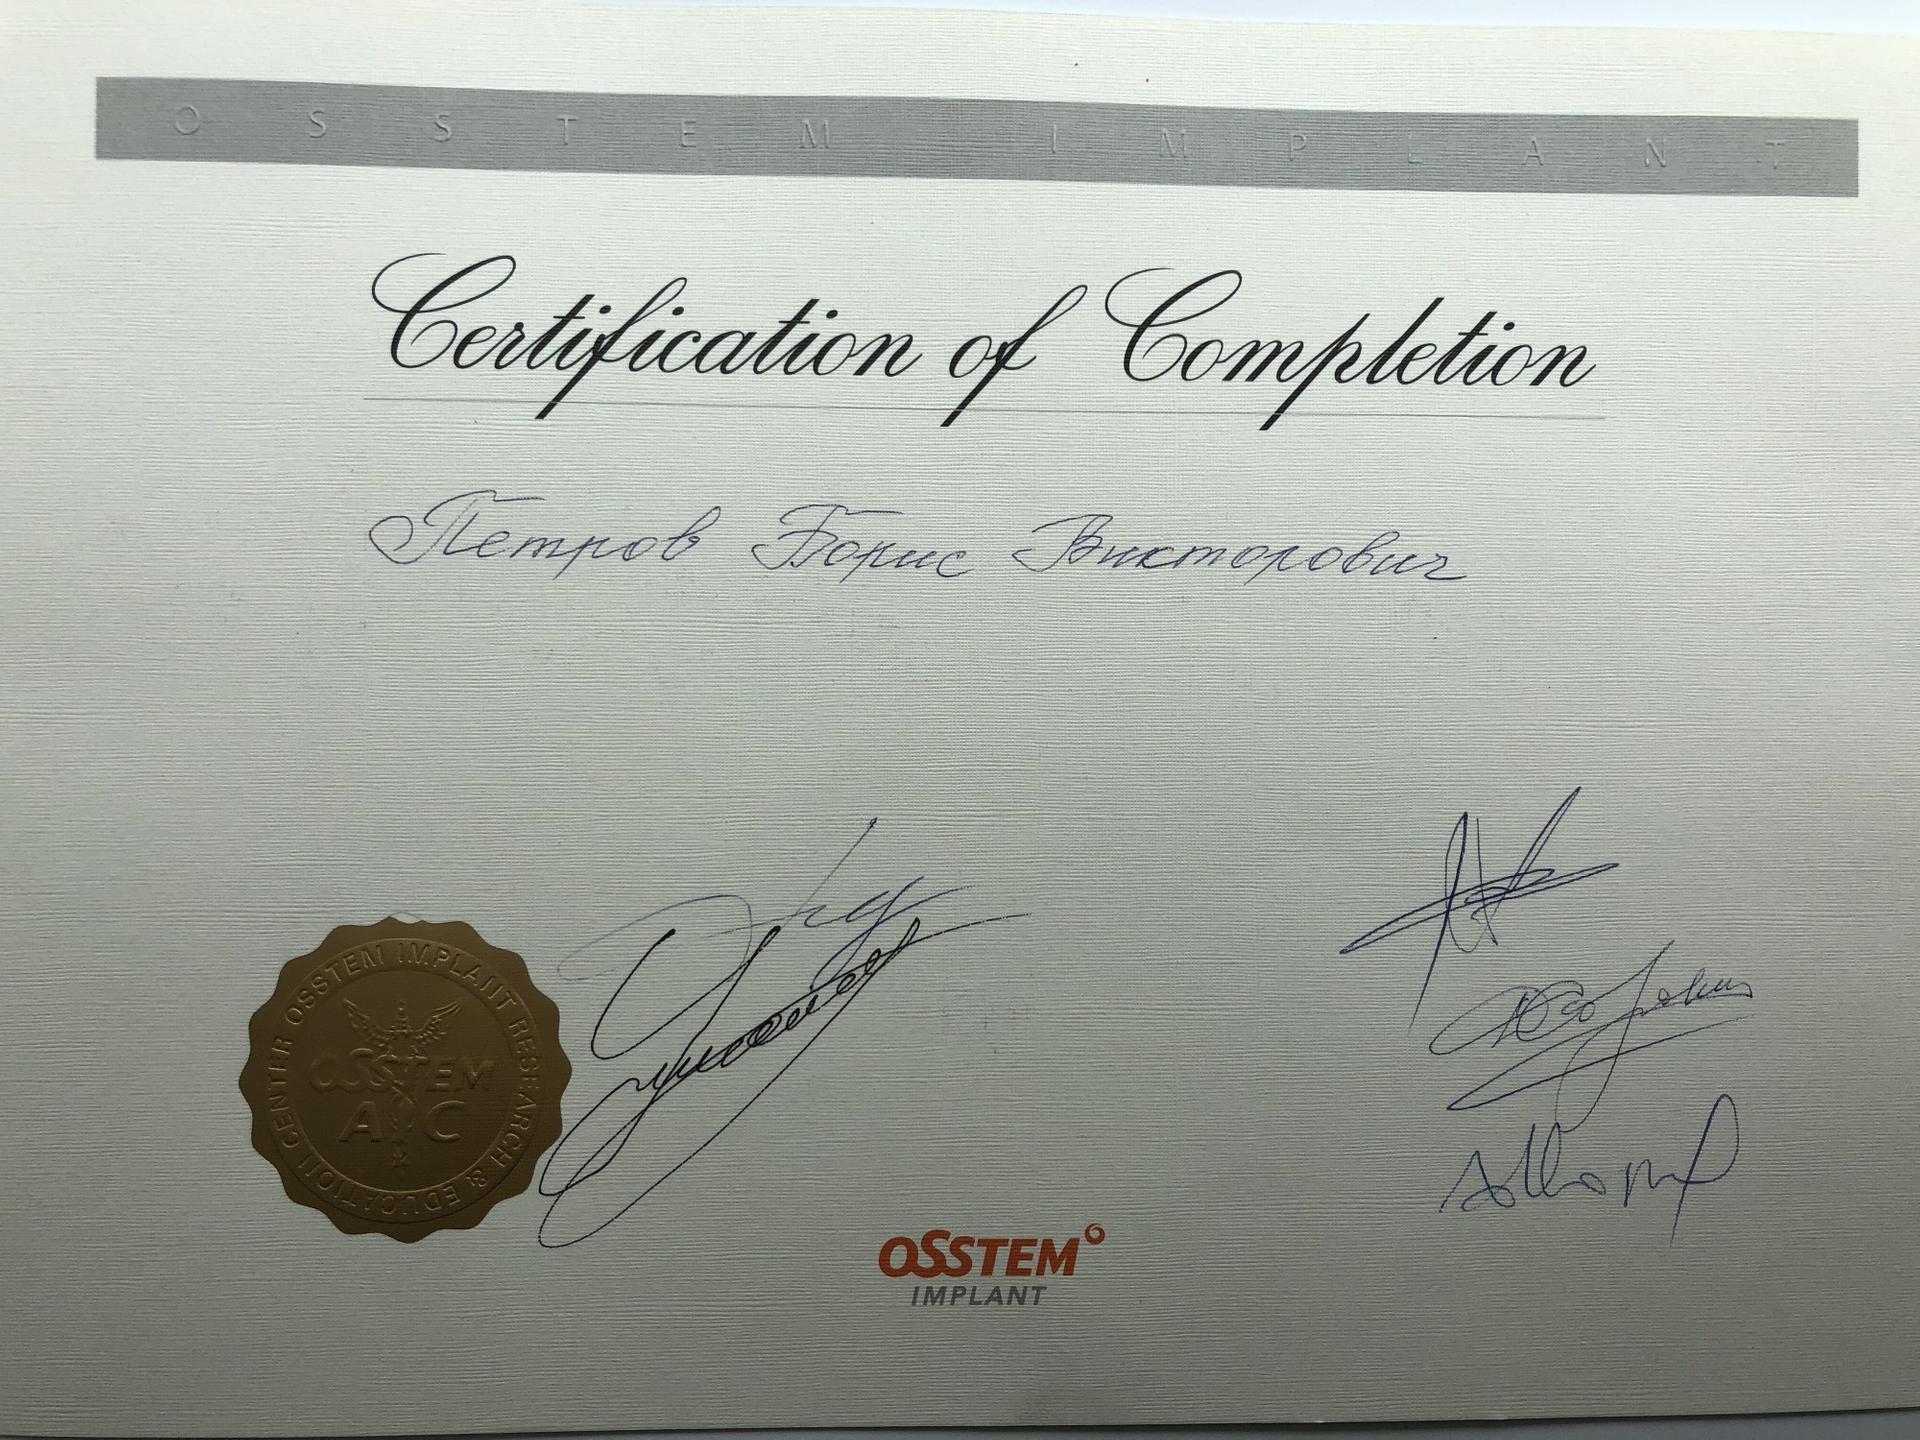 OSSTEM IMPLANT
Certification of Completion
Петров Борис Викторович
OSSTEM IMPLANT RESEARCH & EDUCATION CENTER
OSSTEM
AIC
OSSTEM
IMPLANT